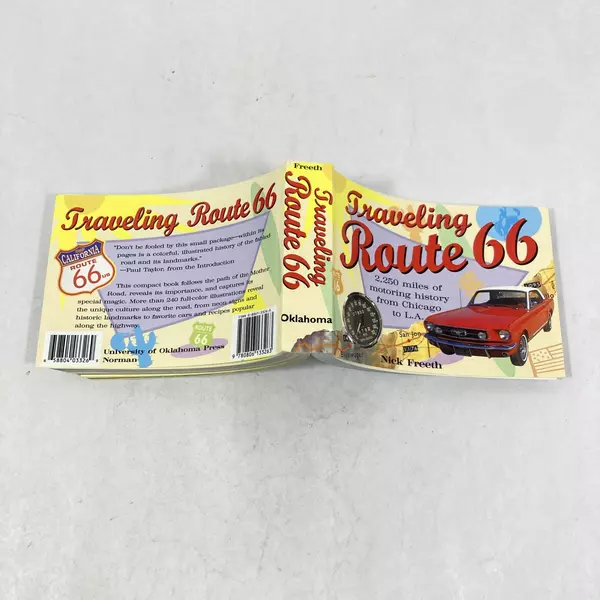 Traveling Route 66
CALIFORNIA
ROUTE
66
US
"Don't be fooled by this small package—within its
pages is a colorful, illustrated history of the fabled
road and its landmarks."
—Paul Taylor, from the Introduction
This compact book follows the path of the Mother
Road, reveals its importance, and captures its
special magic. More than 240 full-color illustrations reveal
the unique culture along the road, from neon signs and
historic landmarks to favorite cars and recipes popular
along the highway.
ROUTE
66
University of Oklahoma Press
Norman
9 780806 133263
Freeth
Traveling
Route 66
Oklahoma
Traveling
Route 66
2,250 miles of
motoring history
from Chicago
to L.A.
Nick Freeth